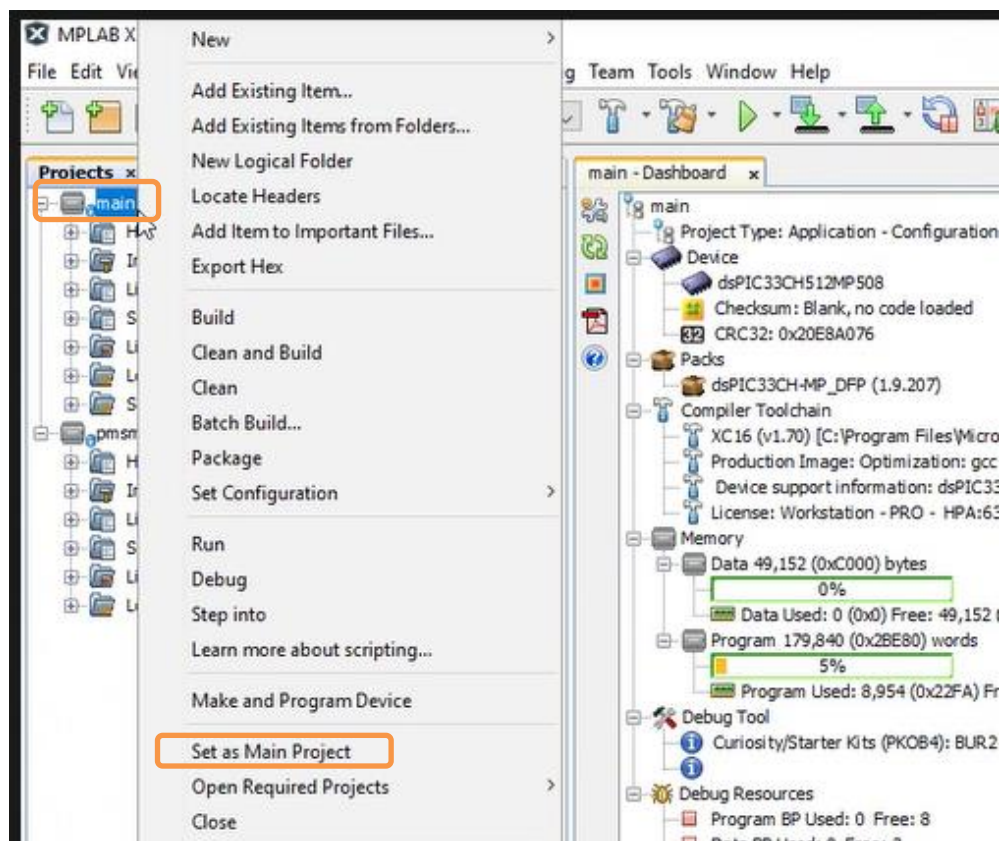 MPLAB X
File Edit Vie
g Team Tools Window Help
Projects
main
H
Li
S
Li
S
pmsm
H
Li
S
Li
New
Add Existing Item...
Add Existing Items from Folders...
New Logical Folder
Locate Headers
Add Item to Important Files...
Export Hex
Build
Clean and Build
Clean
Batch Build...
Package
Set Configuration
Run
Debug
Step into
Learn more about scripting...
Make and Program Device
Set as Main Project
Open Required Projects
Close
main - Dashboard
main
Project Type: Application - Configuration
Device
dsPIC33CH512MP508
Checksum: Blank, no code loaded
CRC32: 0x20E8A076
Packs
dsPIC33CH-MP_DFP (1.9.207)
Compiler Toolchain
XC16 (v1.70) [C:\Program Files\Micro
Production Image: Optimization: gcc
Device support information: dsPIC33
License: Workstation - PRO - HPA:63
Memory
Data 49,152 (0xC000) bytes
0%
Data Used: 0 (0x0) Free: 49,152 (
Program 179,840 (0x2BE80) words
5%
Program Used: 8,954 (0x22FA) Fr
Debug Tool
Curiosity/Starter Kits (PKOB4): BUR2
Debug Resources
Program BP Used: 0 Free: 8